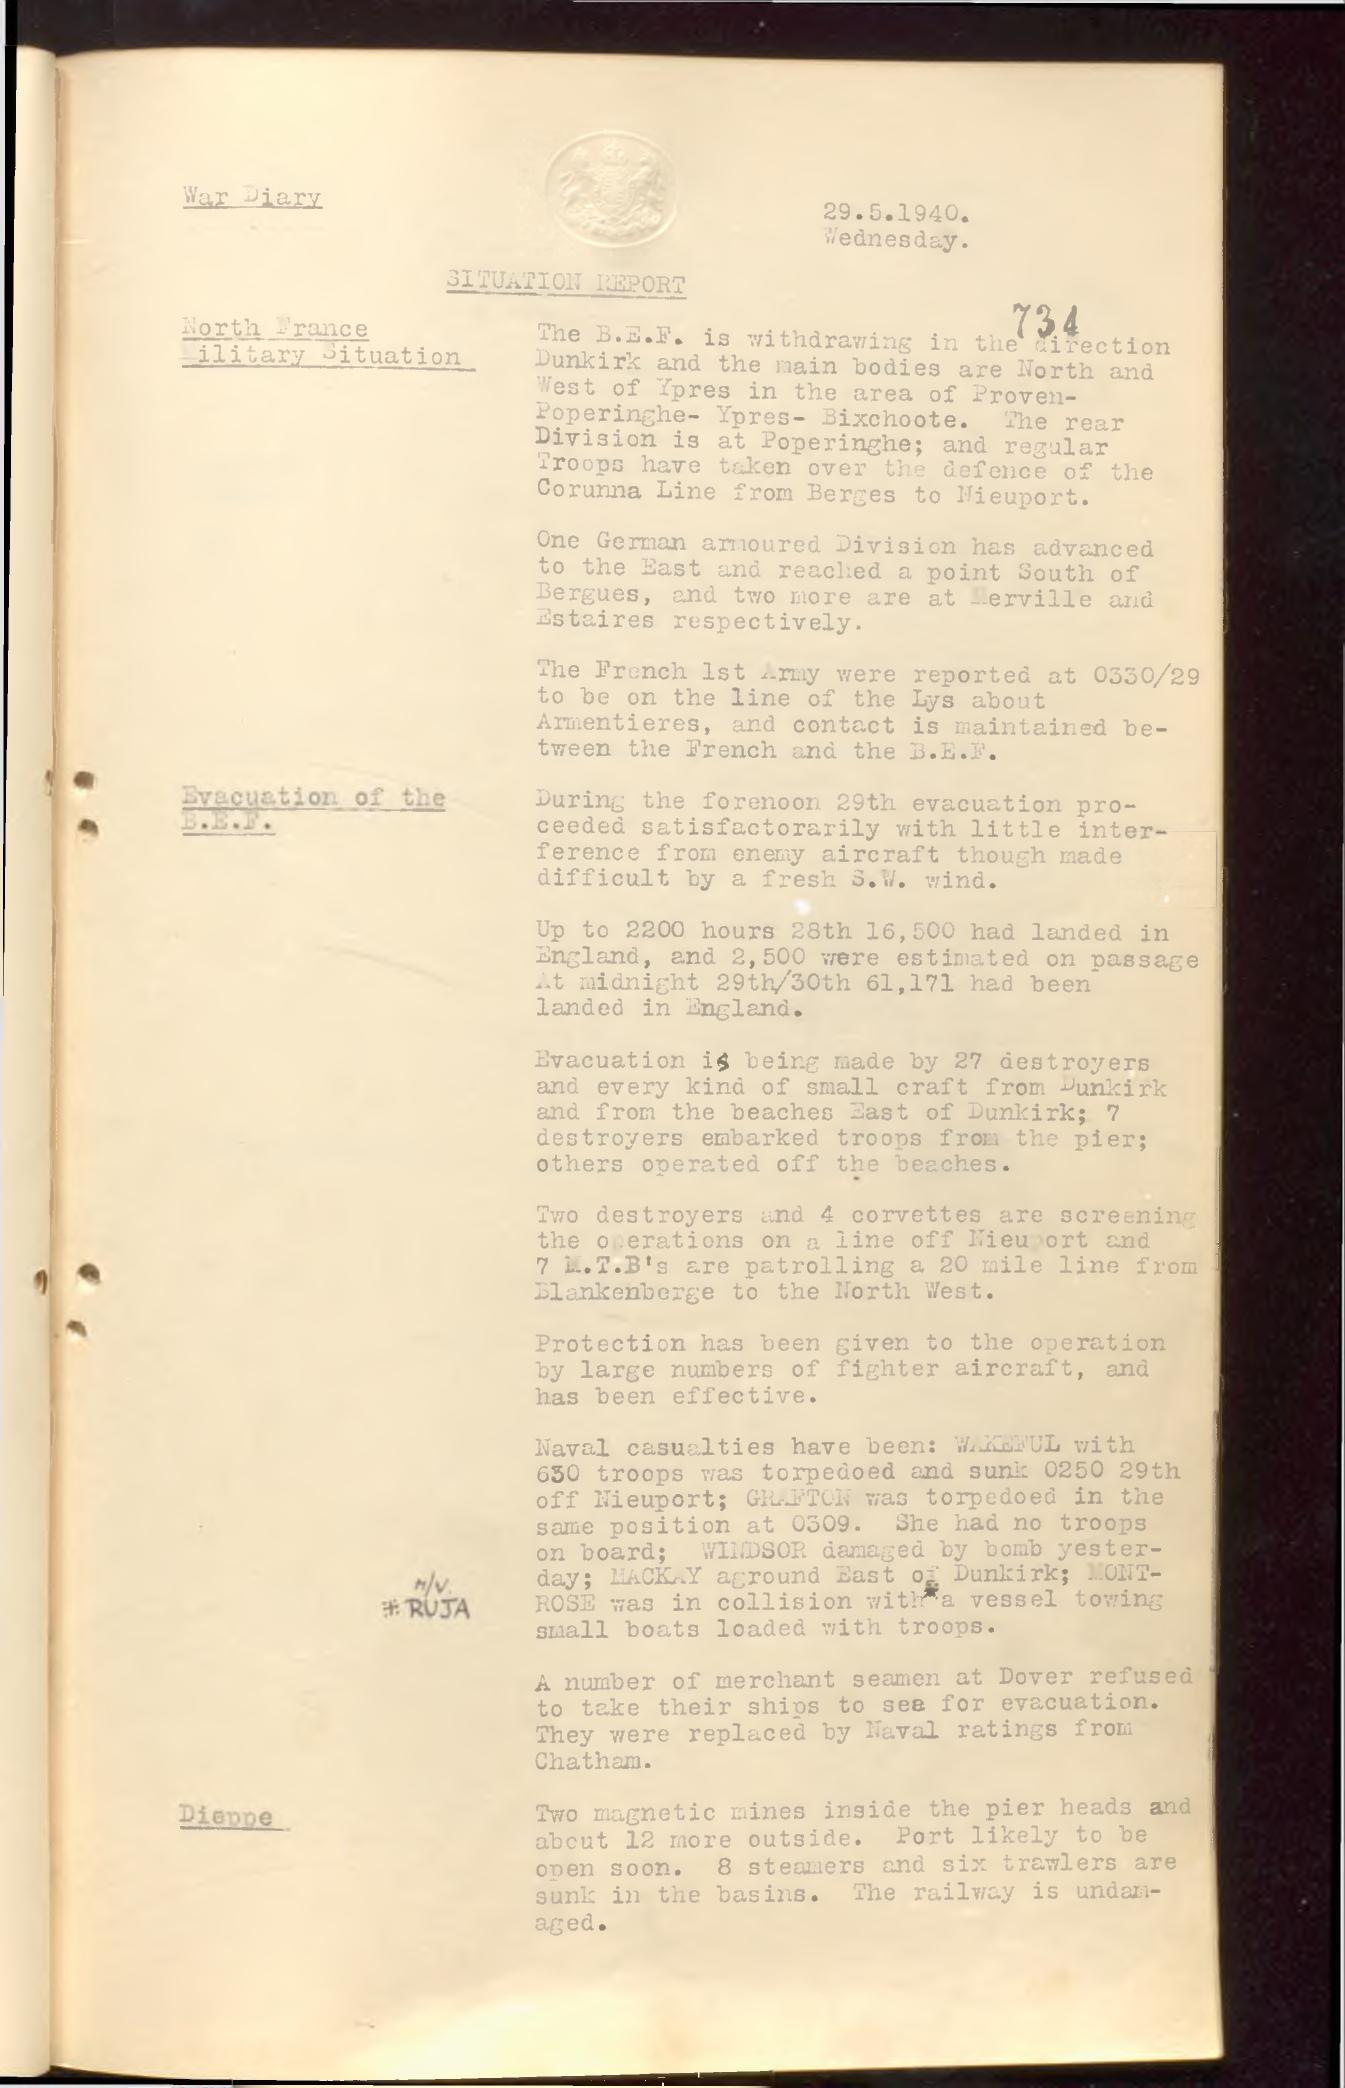 War Diary
29.5.1940.
Wednesday.
SITUATION REPORT
734
North France
Military Situation
The B.E.F. is withdrawing in the direction
Dunkirk and the main bodies are North and
West of Ypres in the area of Proven-
Poperinghe- Ypres- Bixchoote. The rear
Division is at Poperinghe; and regular
Troops have taken over the defence of the
Corunna Line from Berges to Nieuport.
One German armoured Division has advanced
to the East and reached a point South of
Bergues, and two more are at Merville and
Estaires respectively.
The French 1st Army were reported at 0330/29
to be on the line of the Lys about
Armentieres, and contact is maintained be-
tween the French and the B.E.F.
Evacuation of the
B.E.F.
During the forenoon 29th evacuation pro-
ceeded satisfactorarily with little inter-
ference from enemy aircraft though made
difficult by a fresh S.W. wind.
Up to 2200 hours 28th 16,500 had landed in
England, and 2,500 were estimated on passage
At midnight 29th/30th 61,171 had been
landed in England.
Evacuation is being made by 27 destroyers
and every kind of small craft from Dunkirk
and from the beaches East of Dunkirk; 7
destroyers embarked troops from the pier;
others operated off the beaches.
Two destroyers and 4 corvettes are screening
the operations on a line off Nieuport and
7 M.T.B's are patrolling a 20 mile line from
Blankenberge to the North West.
Protection has been given to the operation
by large numbers of fighter aircraft, and
has been effective.
Naval casualties have been: WAKEFUL with
630 troops was torpedoed and sunk 0250 29th
off Nieuport; GRAFTON was torpedoed in the
same position at 0309. She had no troops
on board; WINDSOR damaged by bomb yester-
day; MACKAY aground East of Dunkirk; MONT-
ROSE was in collision with * a vessel towing
small boats loaded with troops.
M/V.
* RUJA
A number of merchant seamen at Dover refused
to take their ships to sea for evacuation.
They were replaced by Naval ratings from
Chatham.
Dieppe
Two magnetic mines inside the pier heads and
about 12 more outside. Port likely to be
open soon. 8 steamers and six trawlers are
sunk in the basins. The railway is undam-
aged.